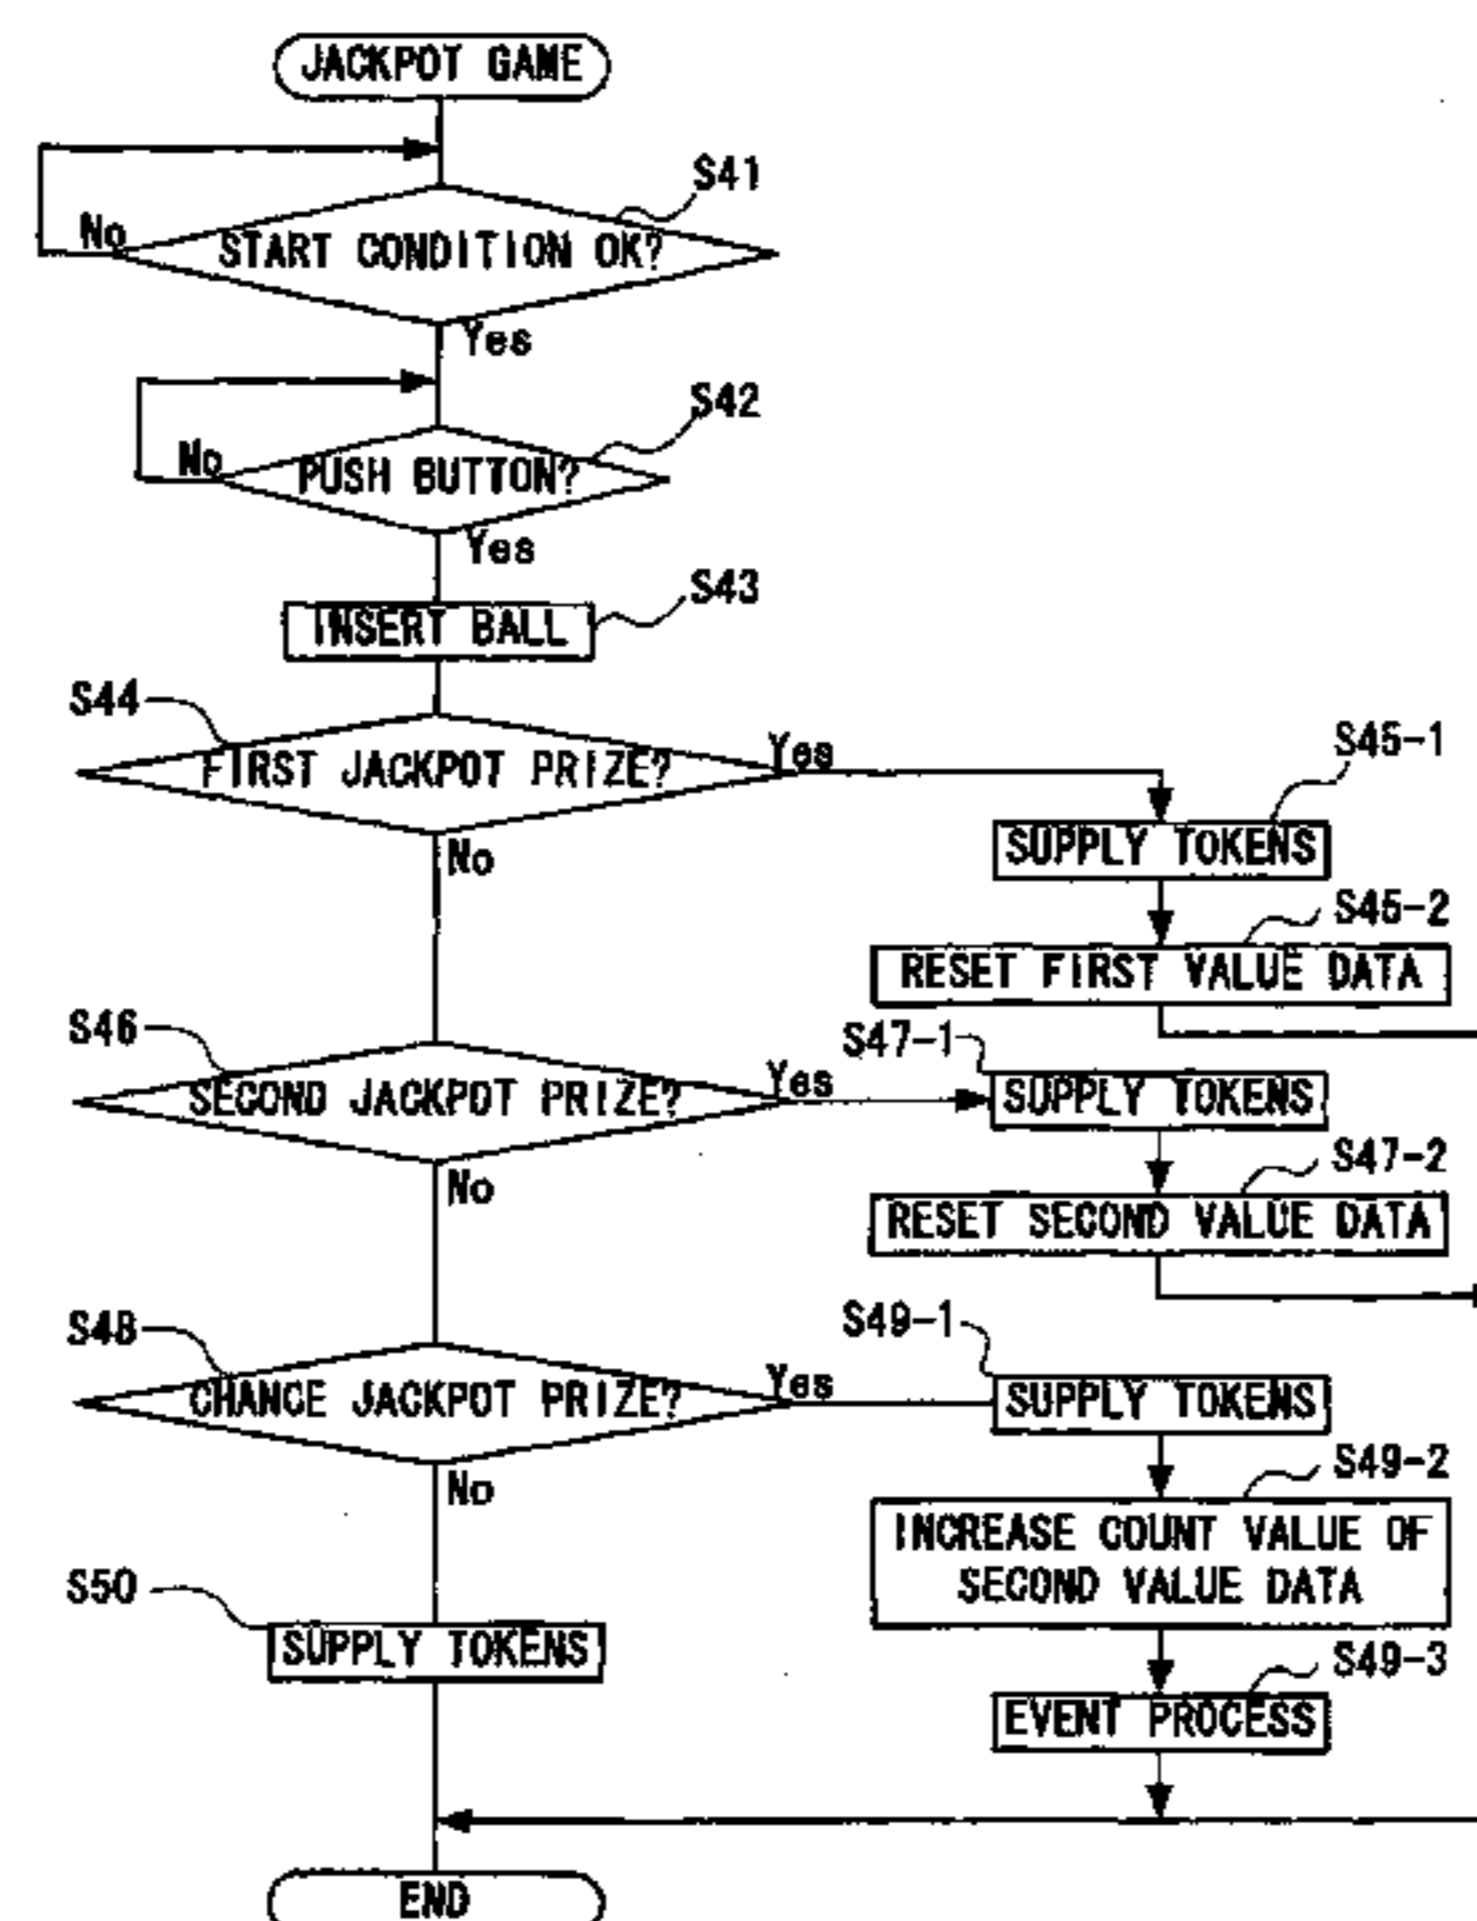 JACKPOT GAME
S41
No
START CONDITION OK?
Yes
S42
No
PUSH BUTTON?
Yes
S43
INSERT BALL
S44
FIRST JACKPOT PRIZE?
Yes
S45-1
No
SUPPLY TOKENS
S45-2
RESET FIRST VALUE DATA
S46
S47-1
SECOND JACKPOT PRIZE?
Yes
SUPPLY TOKENS
No
S47-2
RESET SECOND VALUE DATA
S48
S49-1
CHANCE JACKPOT PRIZE?
Yes
SUPPLY TOKENS
No
S49-2
INCREASE COUNT VALUE OF
SECOND VALUE DATA
S50
SUPPLY TOKENS
S49-3
EVENT PROCESS
END